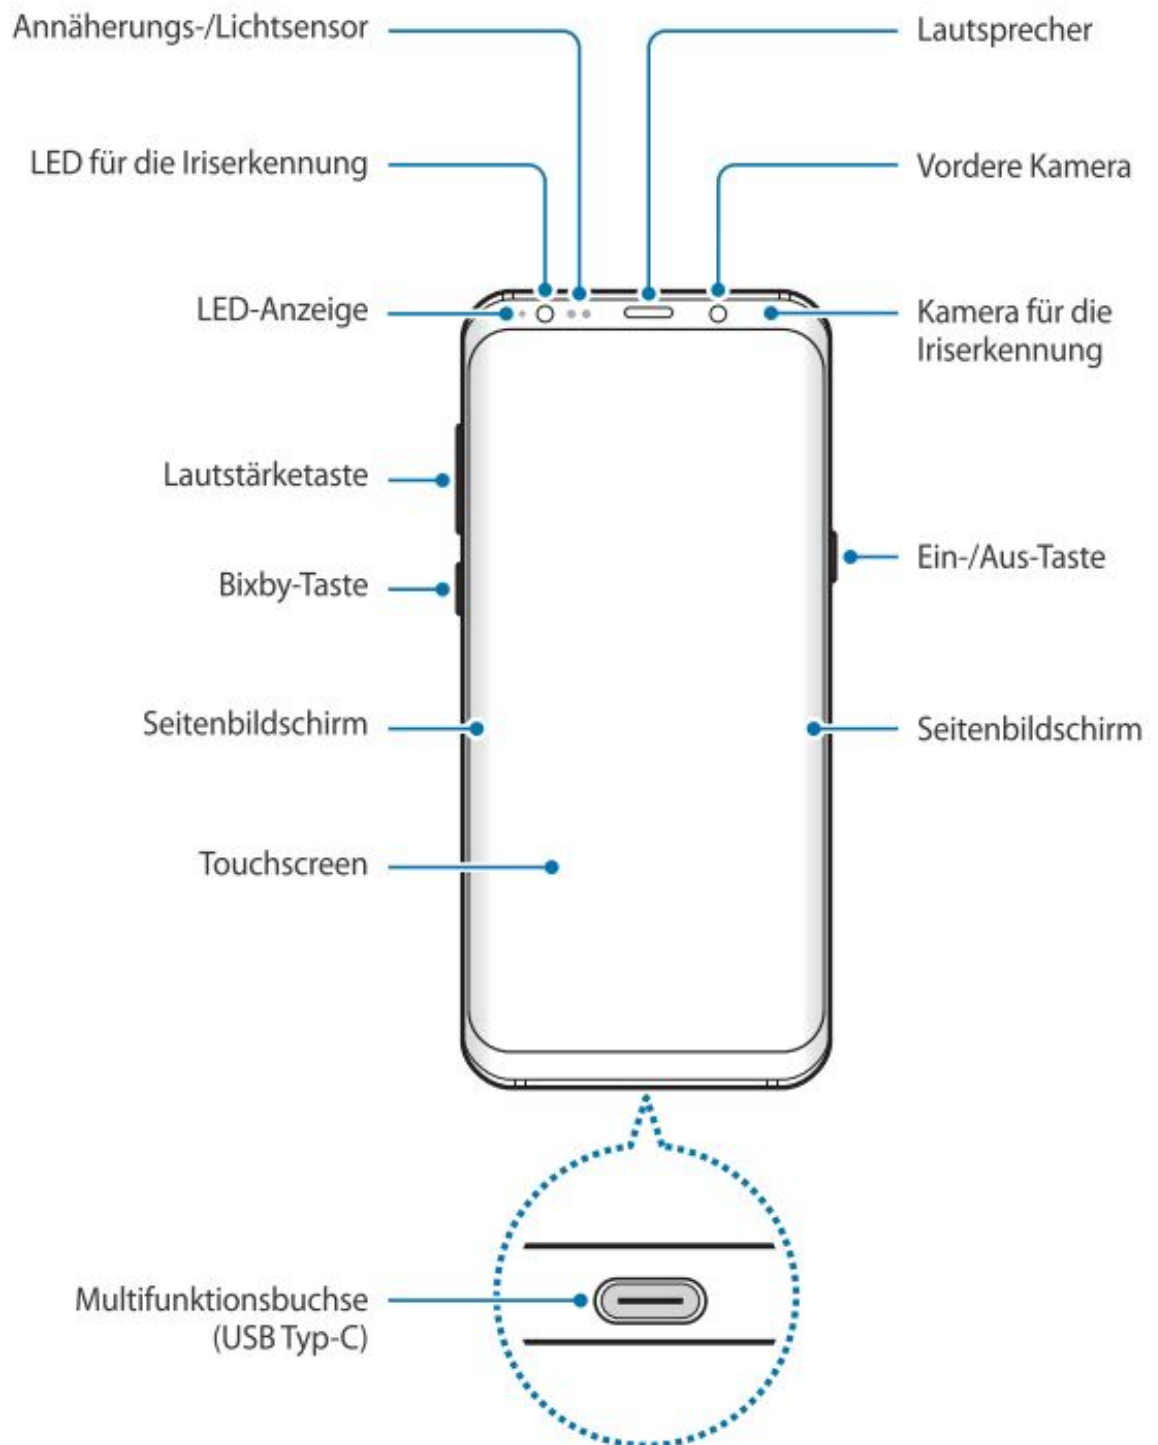 Annäherungs-/Lichtsensor
Lautsprecher
LED für die Iriserkennung
Vordere Kamera
LED-Anzeige
Kamera für die
Iriserkennung
Lautstärketaste
Ein-/Aus-Taste
Bixby-Taste
Seitenbildschirm
Seitenbildschirm
Touchscreen
Multifunktionsbuchse
(USB Typ-C)